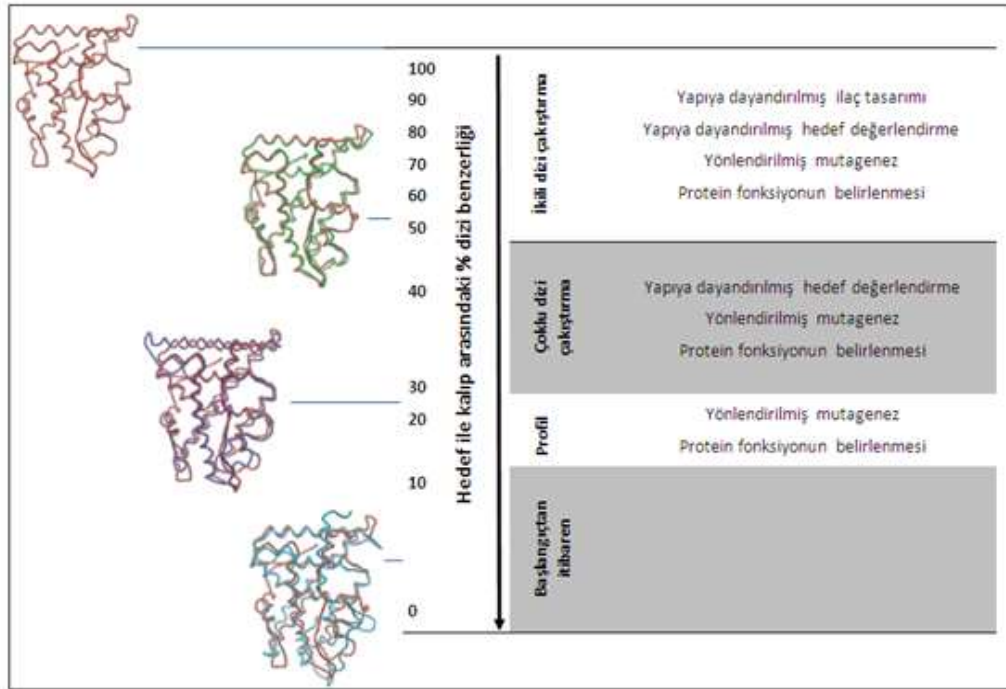 100
90
80
70
60
50
40
30
20
10
0
Hedef ile kalıp arasındaki % dizi benzerliği
İkili dizi çakıştırma
Yapıya dayandırılmış ilaç tasarımı
Yapıya dayandırılmış hedef değerlendirme
Yönlendirilmiş mutagenez
Protein fonksiyonun belirlenmesi
Çoklu dizi
çakıştırma
Yapıya dayandırılmış hedef değerlendirme
Yönlendirilmiş mutagenez
Protein fonksiyonun belirlenmesi
Profil
Yönlendirilmiş mutagenez
Protein fonksiyonun belirlenmesi
Başlangıçtan
itibaren